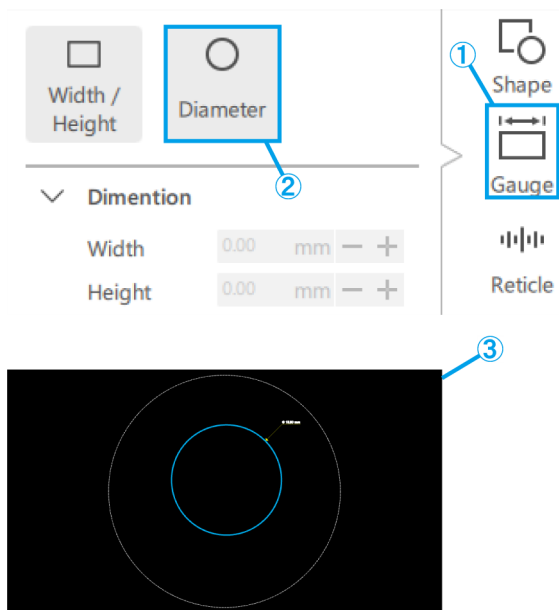 ①
Shape
Width /
Height
Diameter
②
Gauge
Dimention
Width
0.00 mm
Height
0.00 mm
Reticle
③